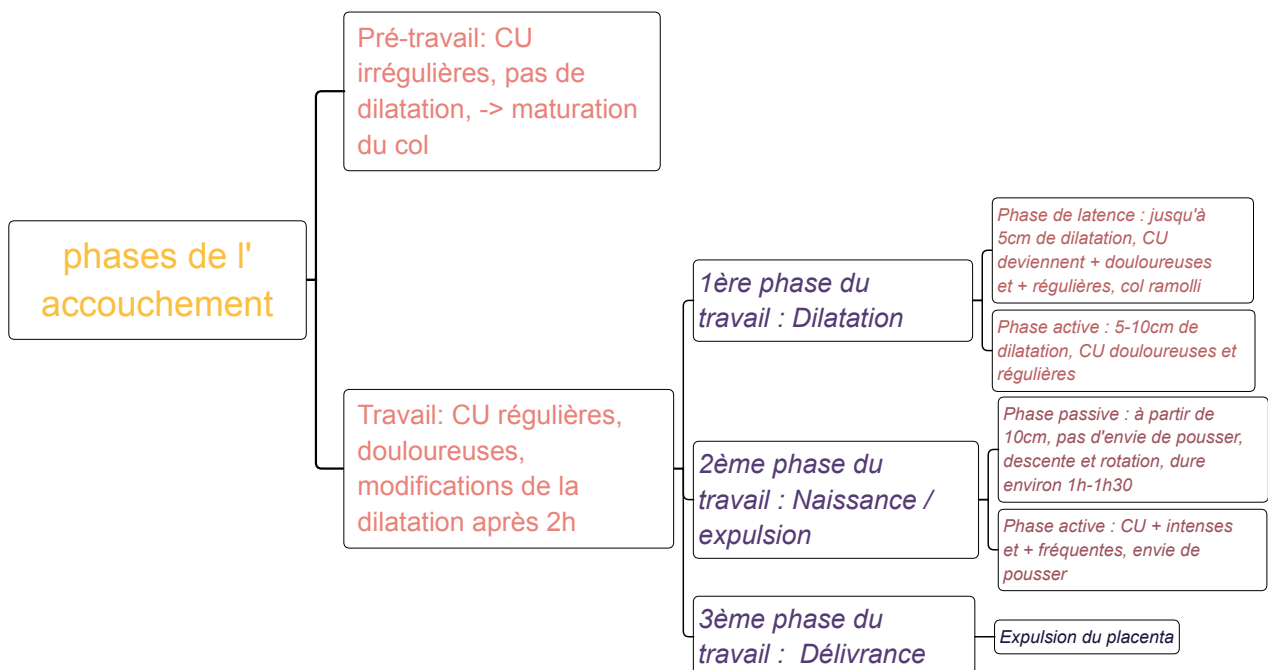 Pré-travail: CU
irrégulières, pas de
dilatation, -> maturation
du col
phases de l'
accouchement
Travail: CU régulières,
douloureuses,
modifications de la
dilatation après 2h
1ère phase du
travail : Dilatation
Phase de latence : jusqu'à
5cm de dilatation, CU
deviennent + douloureuses
et + régulières, col ramolli
Phase active : 5-10cm de
dilatation, CU douloureuses et
régulières
2ème phase du
travail : Naissance /
expulsion
Phase passive : à partir de
10cm, pas d'envie de pousser,
descente et rotation, dure
environ 1h-1h30
Phase active : CU + intenses
et + fréquentes, envie de
pousser
3ème phase du
travail :  Délivrance
Expulsion du placenta